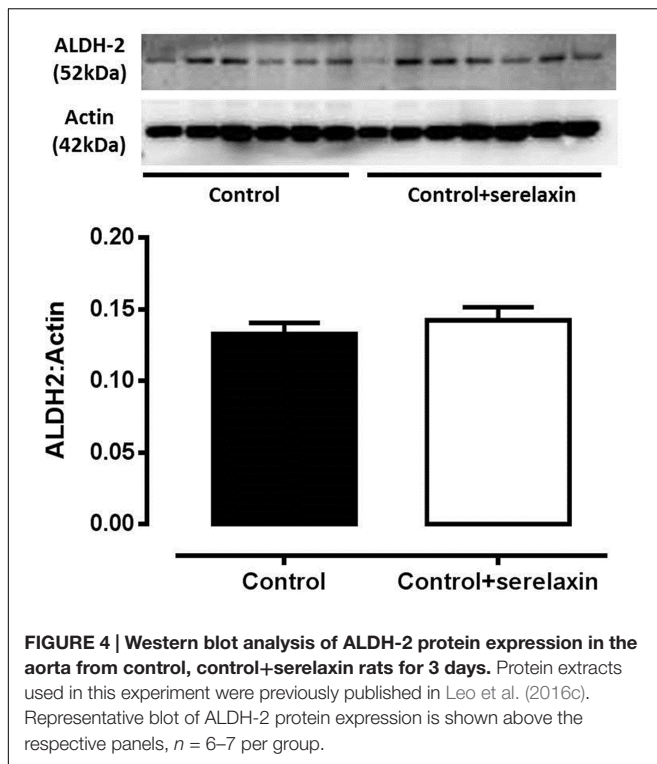 ALDH-2
(52kDa)
Actin
(42kDa)
Control Control+serelaxin
0.20
0.15
0.10
0.05
0.00
ALDH2:Actin
Control Control+serelaxin
FIGURE 4 | Western blot analysis of ALDH-2 protein expression in the
aorta from control, control+serelaxin rats for 3 days. Protein extracts
used in this experiment were previously published in Leo et al. (2016c).
Representative blot of ALDH-2 protein expression is shown above the
respective panels, n = 6–7 per group.